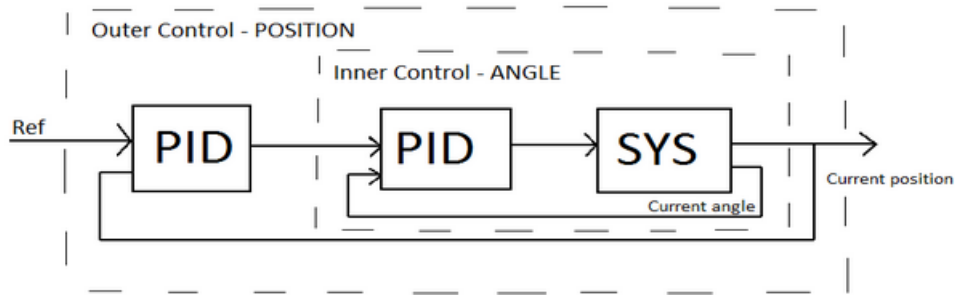 Outer Control - POSITION
Inner Control - ANGLE
Ref
PID
PID
SYS
Current position
Current angle